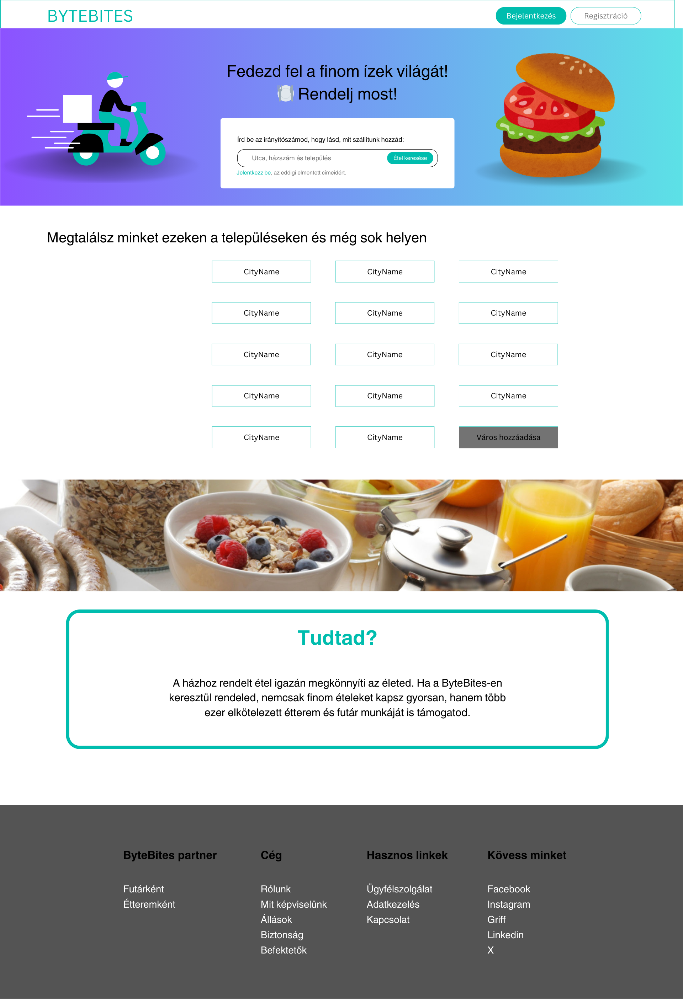 BYTEBITES
Bejelentkezés
Regisztráció
Fedezd fel a finom ízek világát!
🍽️ Rendelj most!
Írd be az irányítószámod, hogy lásd, mit szállítunk hozzád:
Utca, házszám és település
Étel keresése
Jelentkezz be, az eddigi elmentett címeidért.
Megtalálsz minket ezeken a településeken és még sok helyen
CityName
CityName
CityName
CityName
CityName
CityName
CityName
CityName
CityName
CityName
CityName
CityName
CityName
CityName
Város hozzáadása
Tudtad?
A házhoz rendelt étel igazán megkönnyíti az életed. Ha a ByteBites-en
keresztül rendeled, nemcsak finom ételeket kapsz gyorsan, hanem több
ezer elkötelezett étterem és futár munkáját is támogatod.
ByteBites partner
Futárként
Étteremként
Cég
Rólunk
Mit képviselünk
Állások
Biztonság
Befektetők
Hasznos linkek
Ügyfélszolgálat
Adatkezelés
Kapcsolat
Kövess minket
Facebook
Instagram
Griff
Linkedin
X